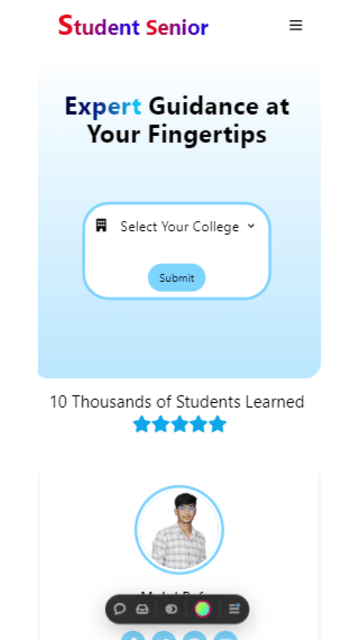 Student Senior
Expert Guidance at
Your Fingertips
Select Your College
Submit
10 Thousands of Students Learned